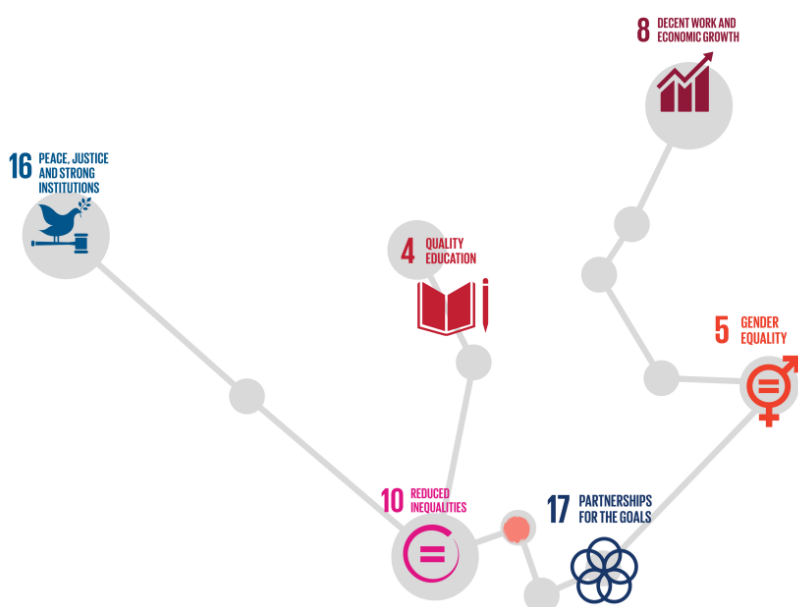 8 DECENT WORK AND
ECONOMIC GROWTH
16 PEACE, JUSTICE
AND STRONG
INSTITUTIONS
4 QUALITY
EDUCATION
5 GENDER
EQUALITY
10 REDUCED
INEQUALITIES
17 PARTNERSHIPS
FOR THE GOALS